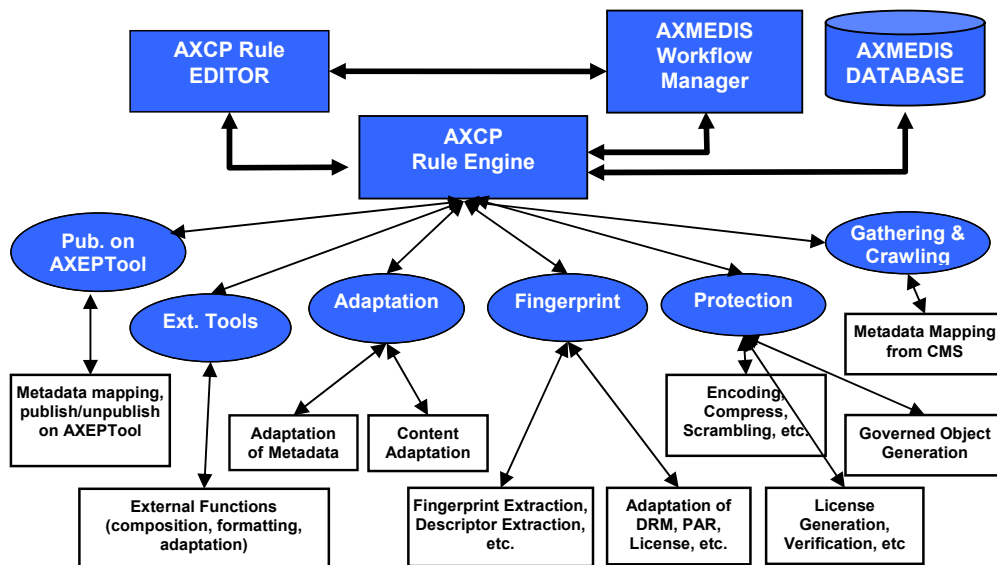 AXCP Rule
EDITOR
AXMEDIS
Workflow
Manager
AXMEDIS
DATABASE
AXCP
Rule Engine
Pub. on
AXEPTool
Ext. Tools
Adaptation
Fingerprint
Protection
Gathering &
Crawling
Metadata mapping,
publish/unpublish
on AXEPTool
External Functions
(composition, formatting,
adaptation)
Adaptation
of Metadata
Content
Adaptation
Fingerprint Extraction,
Descriptor Extraction,
etc.
Adaptation of
DRM, PAR,
License, etc.
Encoding,
Compress,
Scrambling, etc.
License
Generation,
Verification, etc
Governed Object
Generation
Metadata Mapping
from CMS